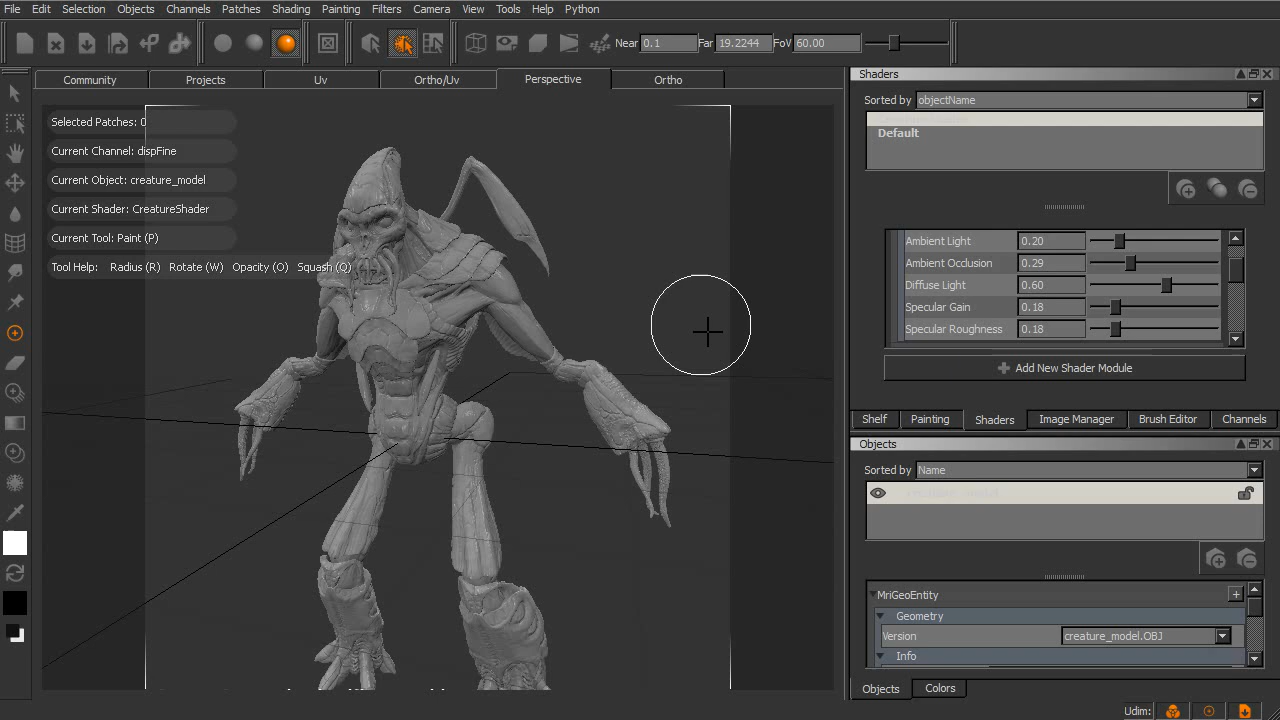 File Edit Selection Objects Channels Patches Shading Painting Filters Camera View Tools Help Python
Near 0.1 Far 19.2244 FoV 60.00
Community Projects Uv Ortho/Uv Perspective Ortho
Selected Patches: 0
Current Channel: dispFine
Current Object: creature_model
Current Shader: CreatureShader
Current Tool: Paint (P)
Tool Help: Radius (R) Rotate (W) Opacity (O) Squash (Q)
Shaders
Sorted by objectName
Default
Ambient Light 0.20
Ambient Occlusion 0.29
Diffuse Light 0.60
Specular Gain 0.18
Specular Roughness 0.18
Add New Shader Module
Shelf Painting Shaders Image Manager Brush Editor Channels
Objects
Sorted by Name
MriGeoEntity
Geometry
Version creature_model.OBJ
Info
Objects Colors
Udim: